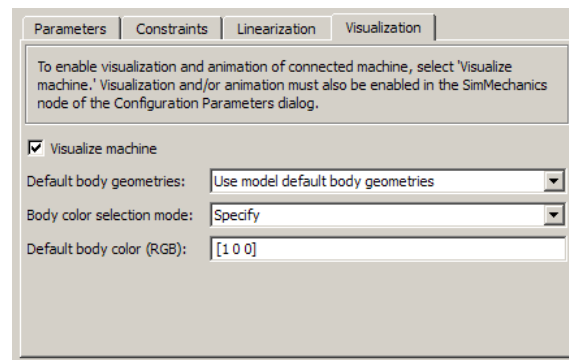 Parameters Constraints Linearization Visualization
To enable visualization and animation of connected machine, select 'Visualize
machine.' Visualization and/or animation must also be enabled in the SimMechanics
node of the Configuration Parameters dialog.
Visualize machine
Default body geometries: Use model default body geometries
Body color selection mode: Specify
Default body color (RGB): [1 0 0]